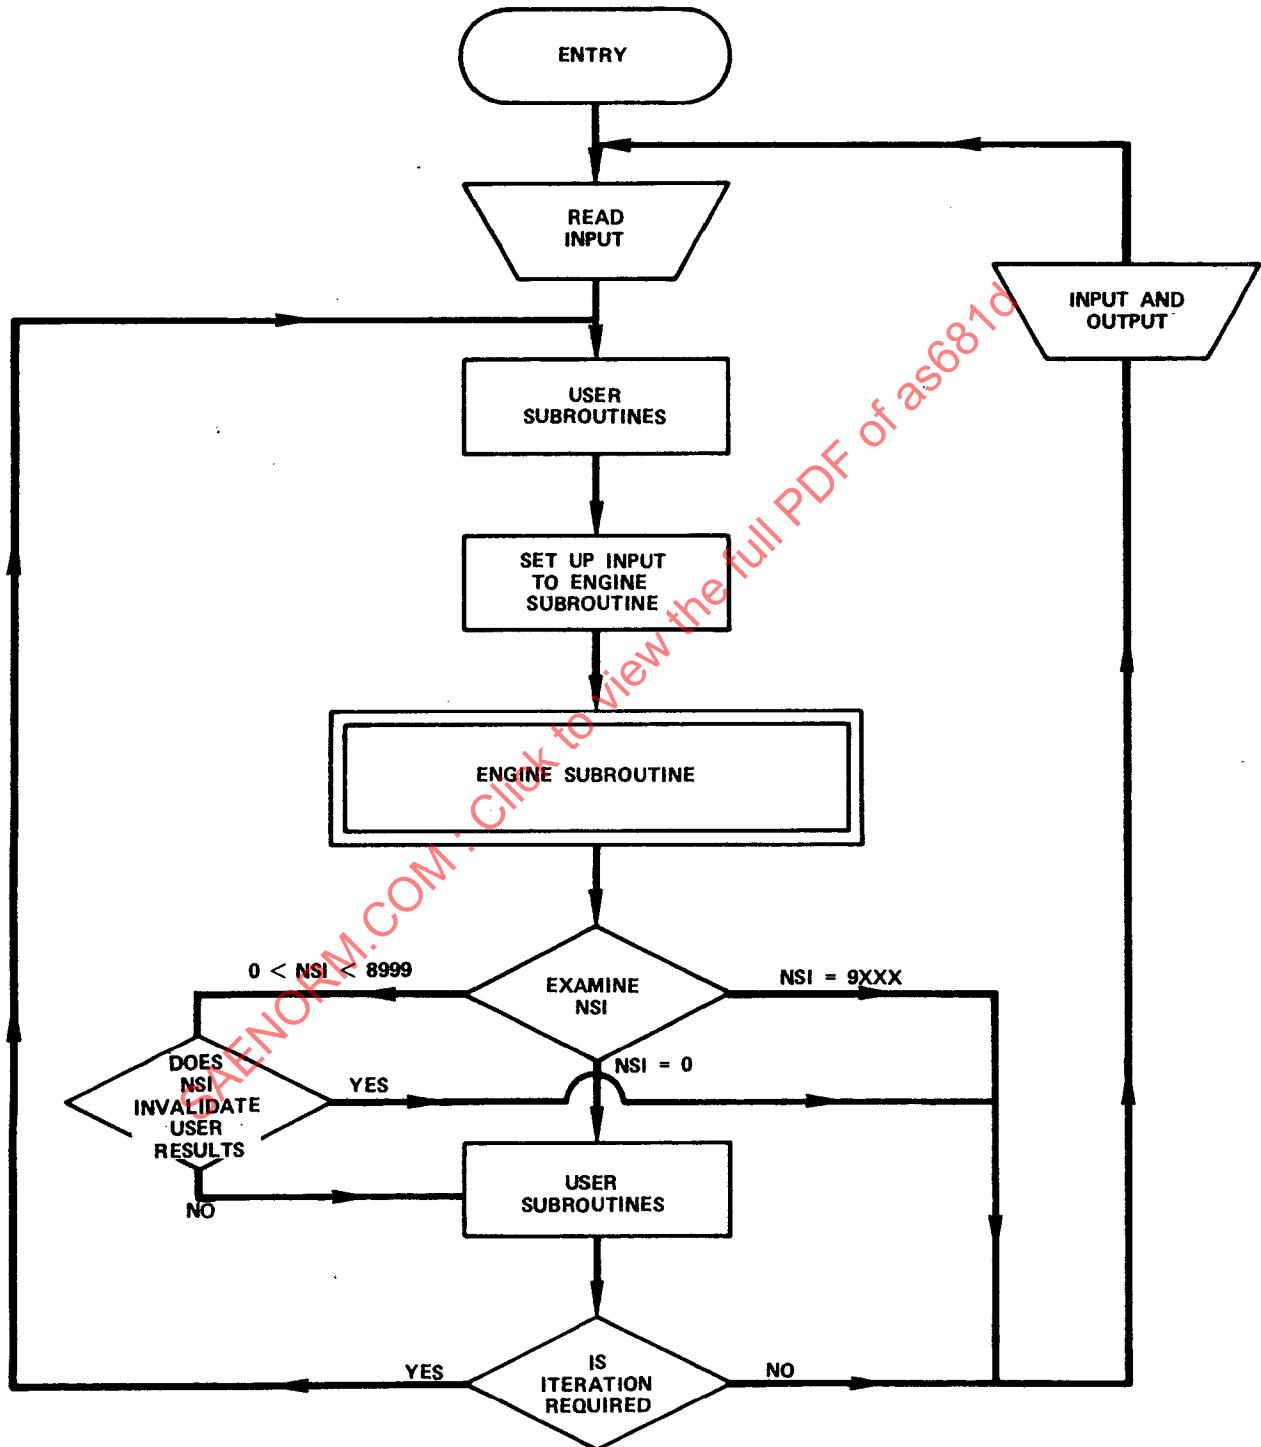 ENTRY
READ
INPUT
INPUT AND
OUTPUT
USER
SUBROUTINES
SET UP INPUT
TO ENGINE
SUBROUTINE
ENGINE SUBROUTINE
0 < NSI < 8999
EXAMINE
NSI
NSI = 9XXX
NSI = 0
DOES
NSI
INVALIDATE
USER
RESULTS
YES
NO
USER
SUBROUTINES
IS
ITERATION
REQUIRED
YES
NO
SAENORM.COM : Click to view the full PDF of as681d